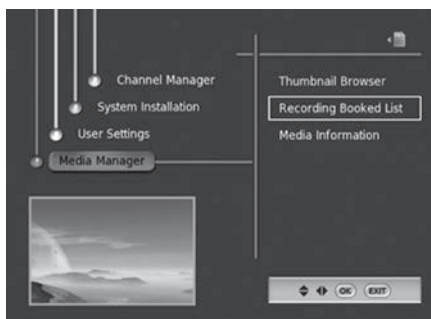 Channel Manager
System Installation
User Settings
Media Manager
Thumbnail Browser
Recording Booked List
Media Information
OK EXIT